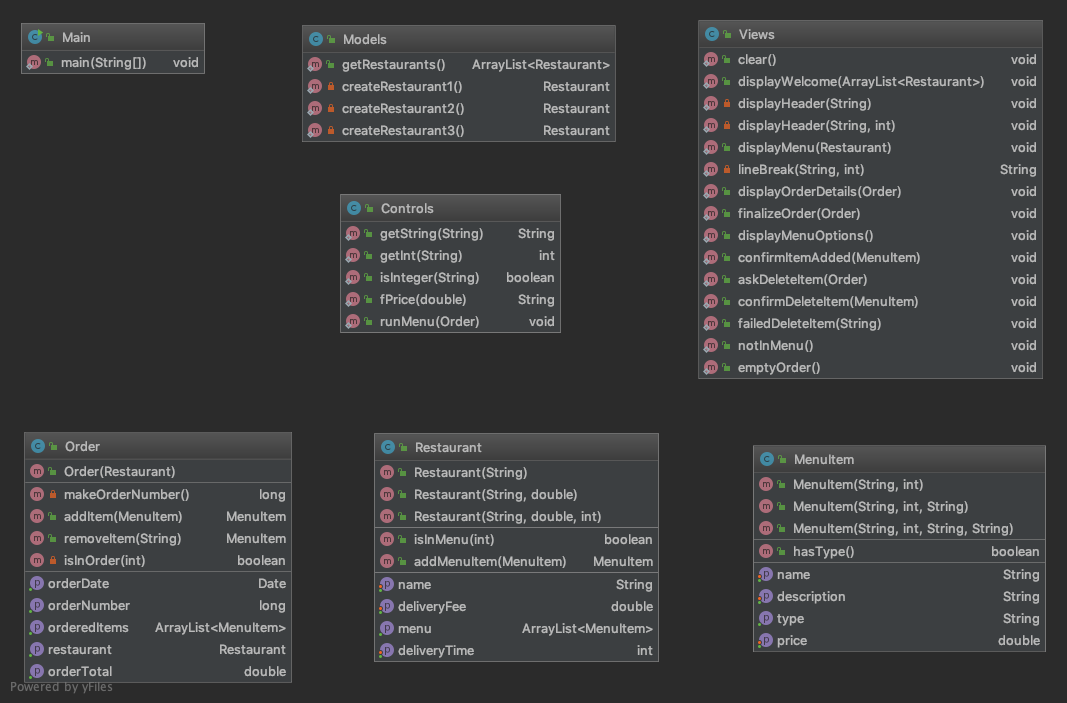 Main
main(String[]) void
Models
getRestaurants() ArrayList<Restaurant>
createRestaurant1() Restaurant
createRestaurant2() Restaurant
createRestaurant3() Restaurant
Views
clear() void
displayWelcome(ArrayList<Restaurant>) void
displayHeader(String) void
displayHeader(String, int) void
displayMenu(Restaurant) void
lineBreak(String, int) String
displayOrderDetails(Order) void
finalizeOrder(Order) void
displayMenuOptions() void
confirmItemAdded(MenuItem) void
askDeleteItem(Order) void
confirmDeleteItem(MenuItem) void
failedDeleteItem(String) void
notInMenu() void
emptyOrder() void
Controls
getString(String) String
getInt(String) int
isInteger(String) boolean
fPrice(double) String
runMenu(Order) void
Order
Order(Restaurant)
makeOrderNumber() long
addItem(MenuItem) MenuItem
removeItem(String) MenuItem
isInOrder(int) boolean
orderDate Date
orderNumber long
orderedItems ArrayList<MenuItem>
restaurant Restaurant
orderTotal double
Restaurant
Restaurant(String)
Restaurant(String, double)
Restaurant(String, double, int)
isInMenu(int) boolean
addMenuItem(MenuItem) MenuItem
name String
deliveryFee double
menu ArrayList<MenuItem>
deliveryTime int
MenuItem
MenuItem(String, int)
MenuItem(String, int, String)
MenuItem(String, int, String, String)
hasType() boolean
name String
description String
type String
price double
Powered by yFiles